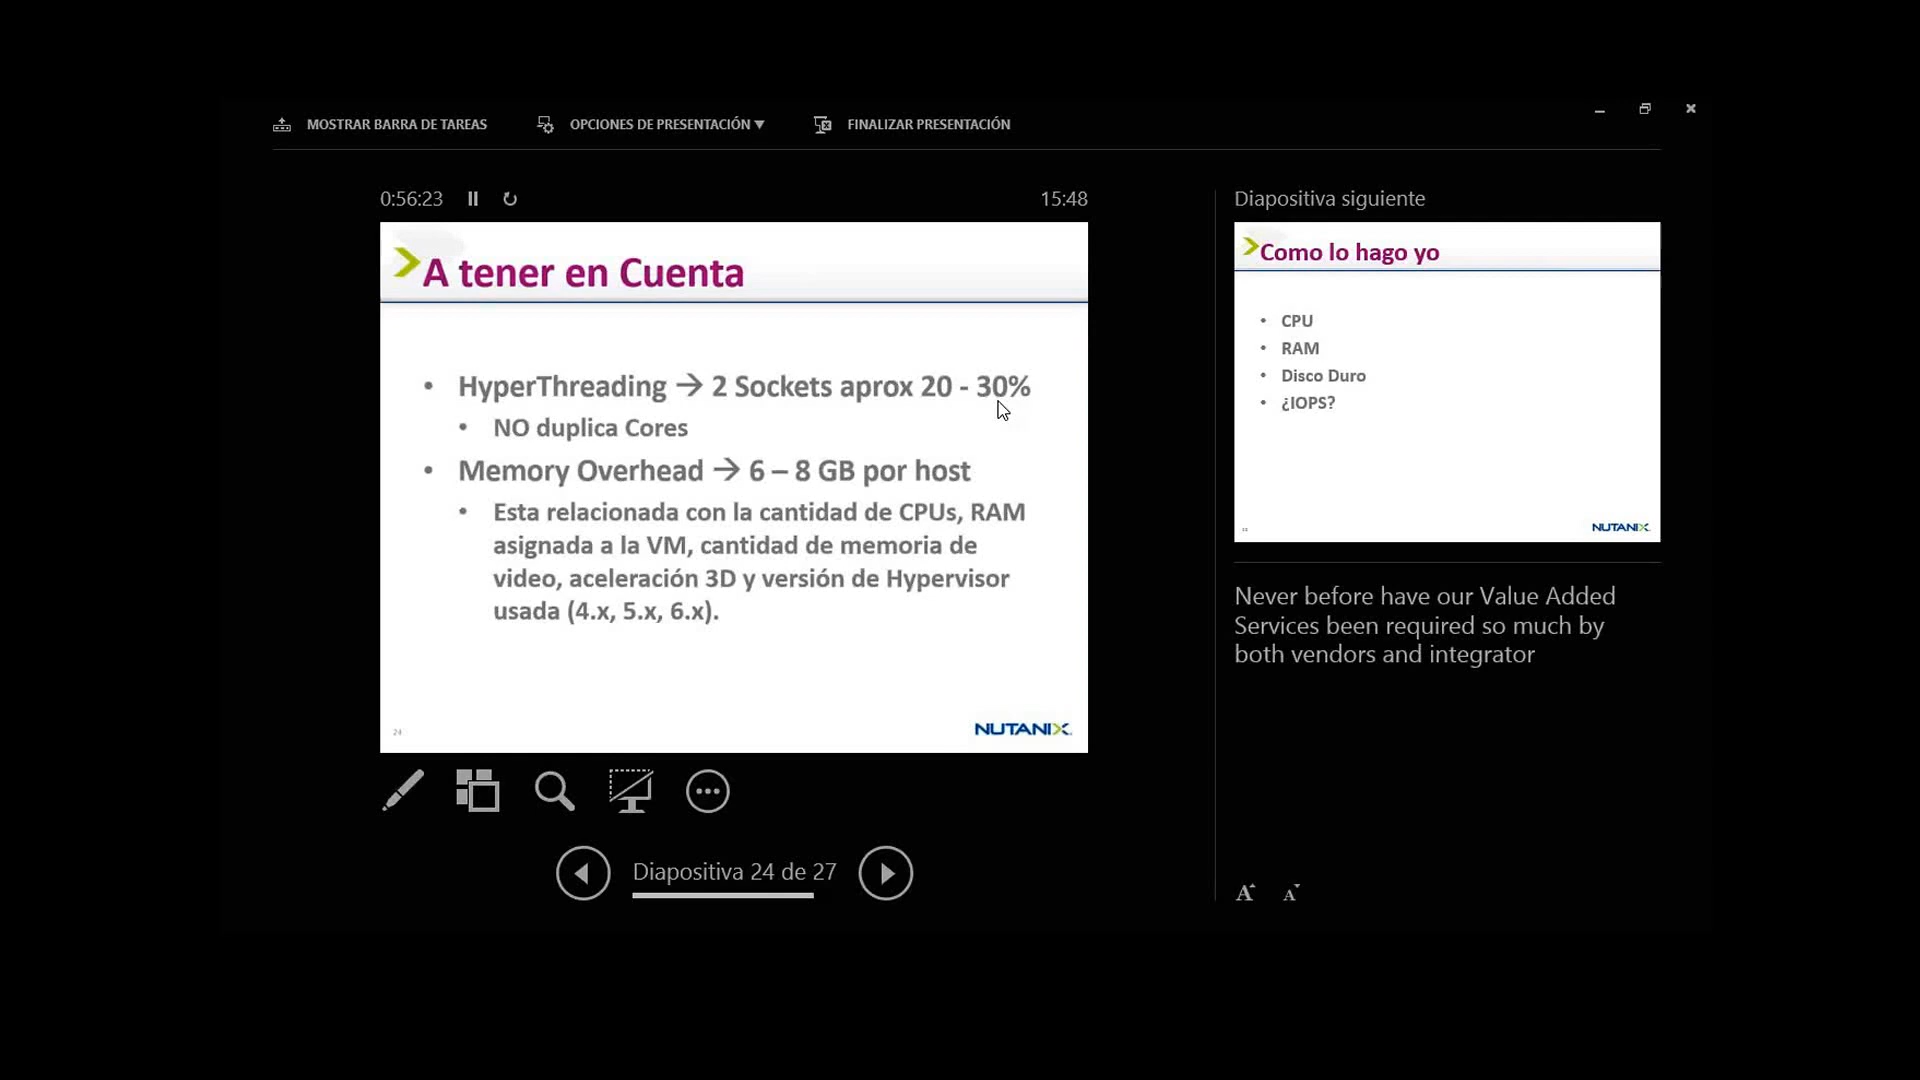 MOSTRAR BARRA DE TAREAS
OPCIONES DE PRESENTACIÓN ▼
FINALIZAR PRESENTACIÓN
0:56:23
15:48
A tener en Cuenta
• HyperThreading → 2 Sockets aprox 20 - 30%
• NO duplica Cores
• Memory Overhead → 6 – 8 GB por host
• Esta relacionada con la cantidad de CPUs, RAM
asignada a la VM, cantidad de memoria de
video, aceleración 3D y versión de Hypervisor
usada (4.x, 5.x, 6.x).
24
NUTANIX
Diapositiva 24 de 27
Diapositiva siguiente
Como lo hago yo
• CPU
• RAM
• Disco Duro
• ¿IOPS?
NUTANIX
Never before have our Value Added
Services been required so much by
both vendors and integrator
A A